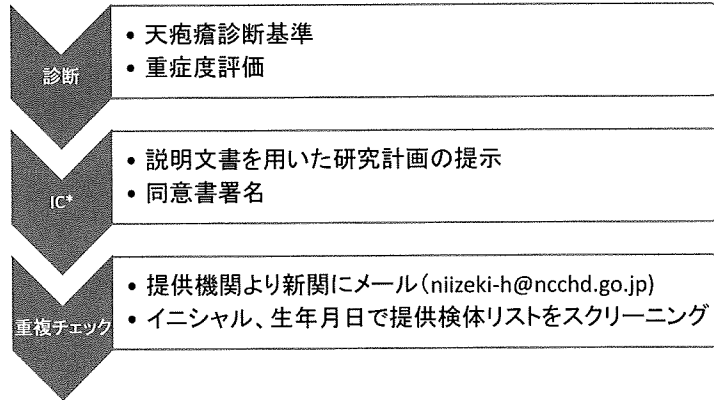 診断
• 天疱瘡診断基準
• 重症度評価
IC*
• 説明文書を用いた研究計画の提示
• 同意書署名
重複チェック
• 提供機関より新関にメール（niizeki-h@ncchd.go.jp)
• イニシャル、生年月日で提供検体リストをスクリーニング